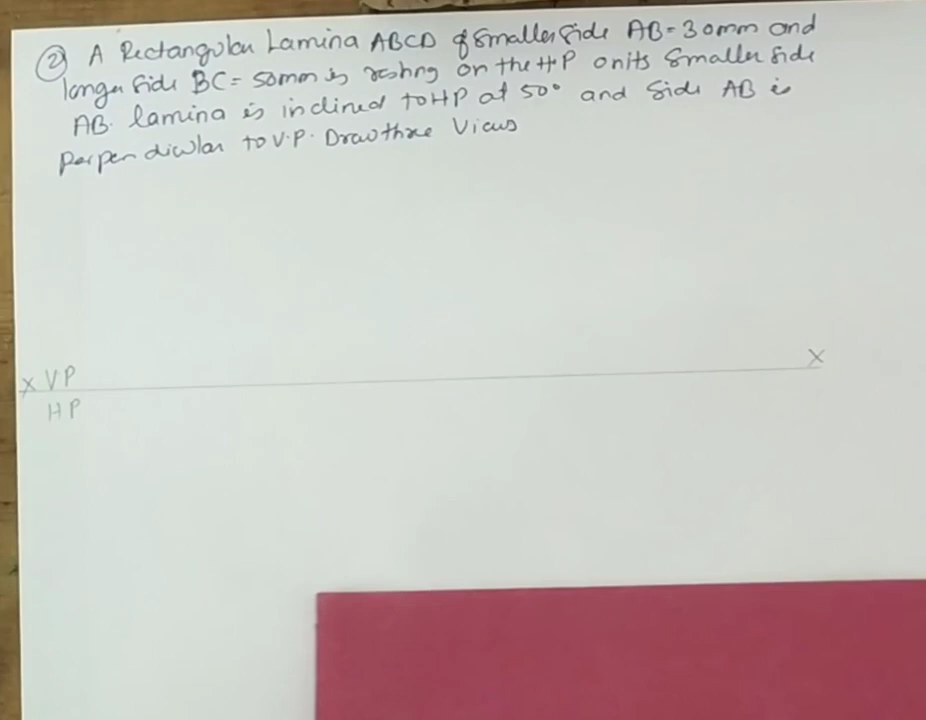 ② A Rectangular Lamina ABCD of Smaller Side AB=30mm and
longer side BC= 50mm is resting on the H.P on its Smaller side
AB. lamina is inclined to HP at 50° and Side AB is
Perpendicular to V.P. Draw three Views
X VP
X
HP